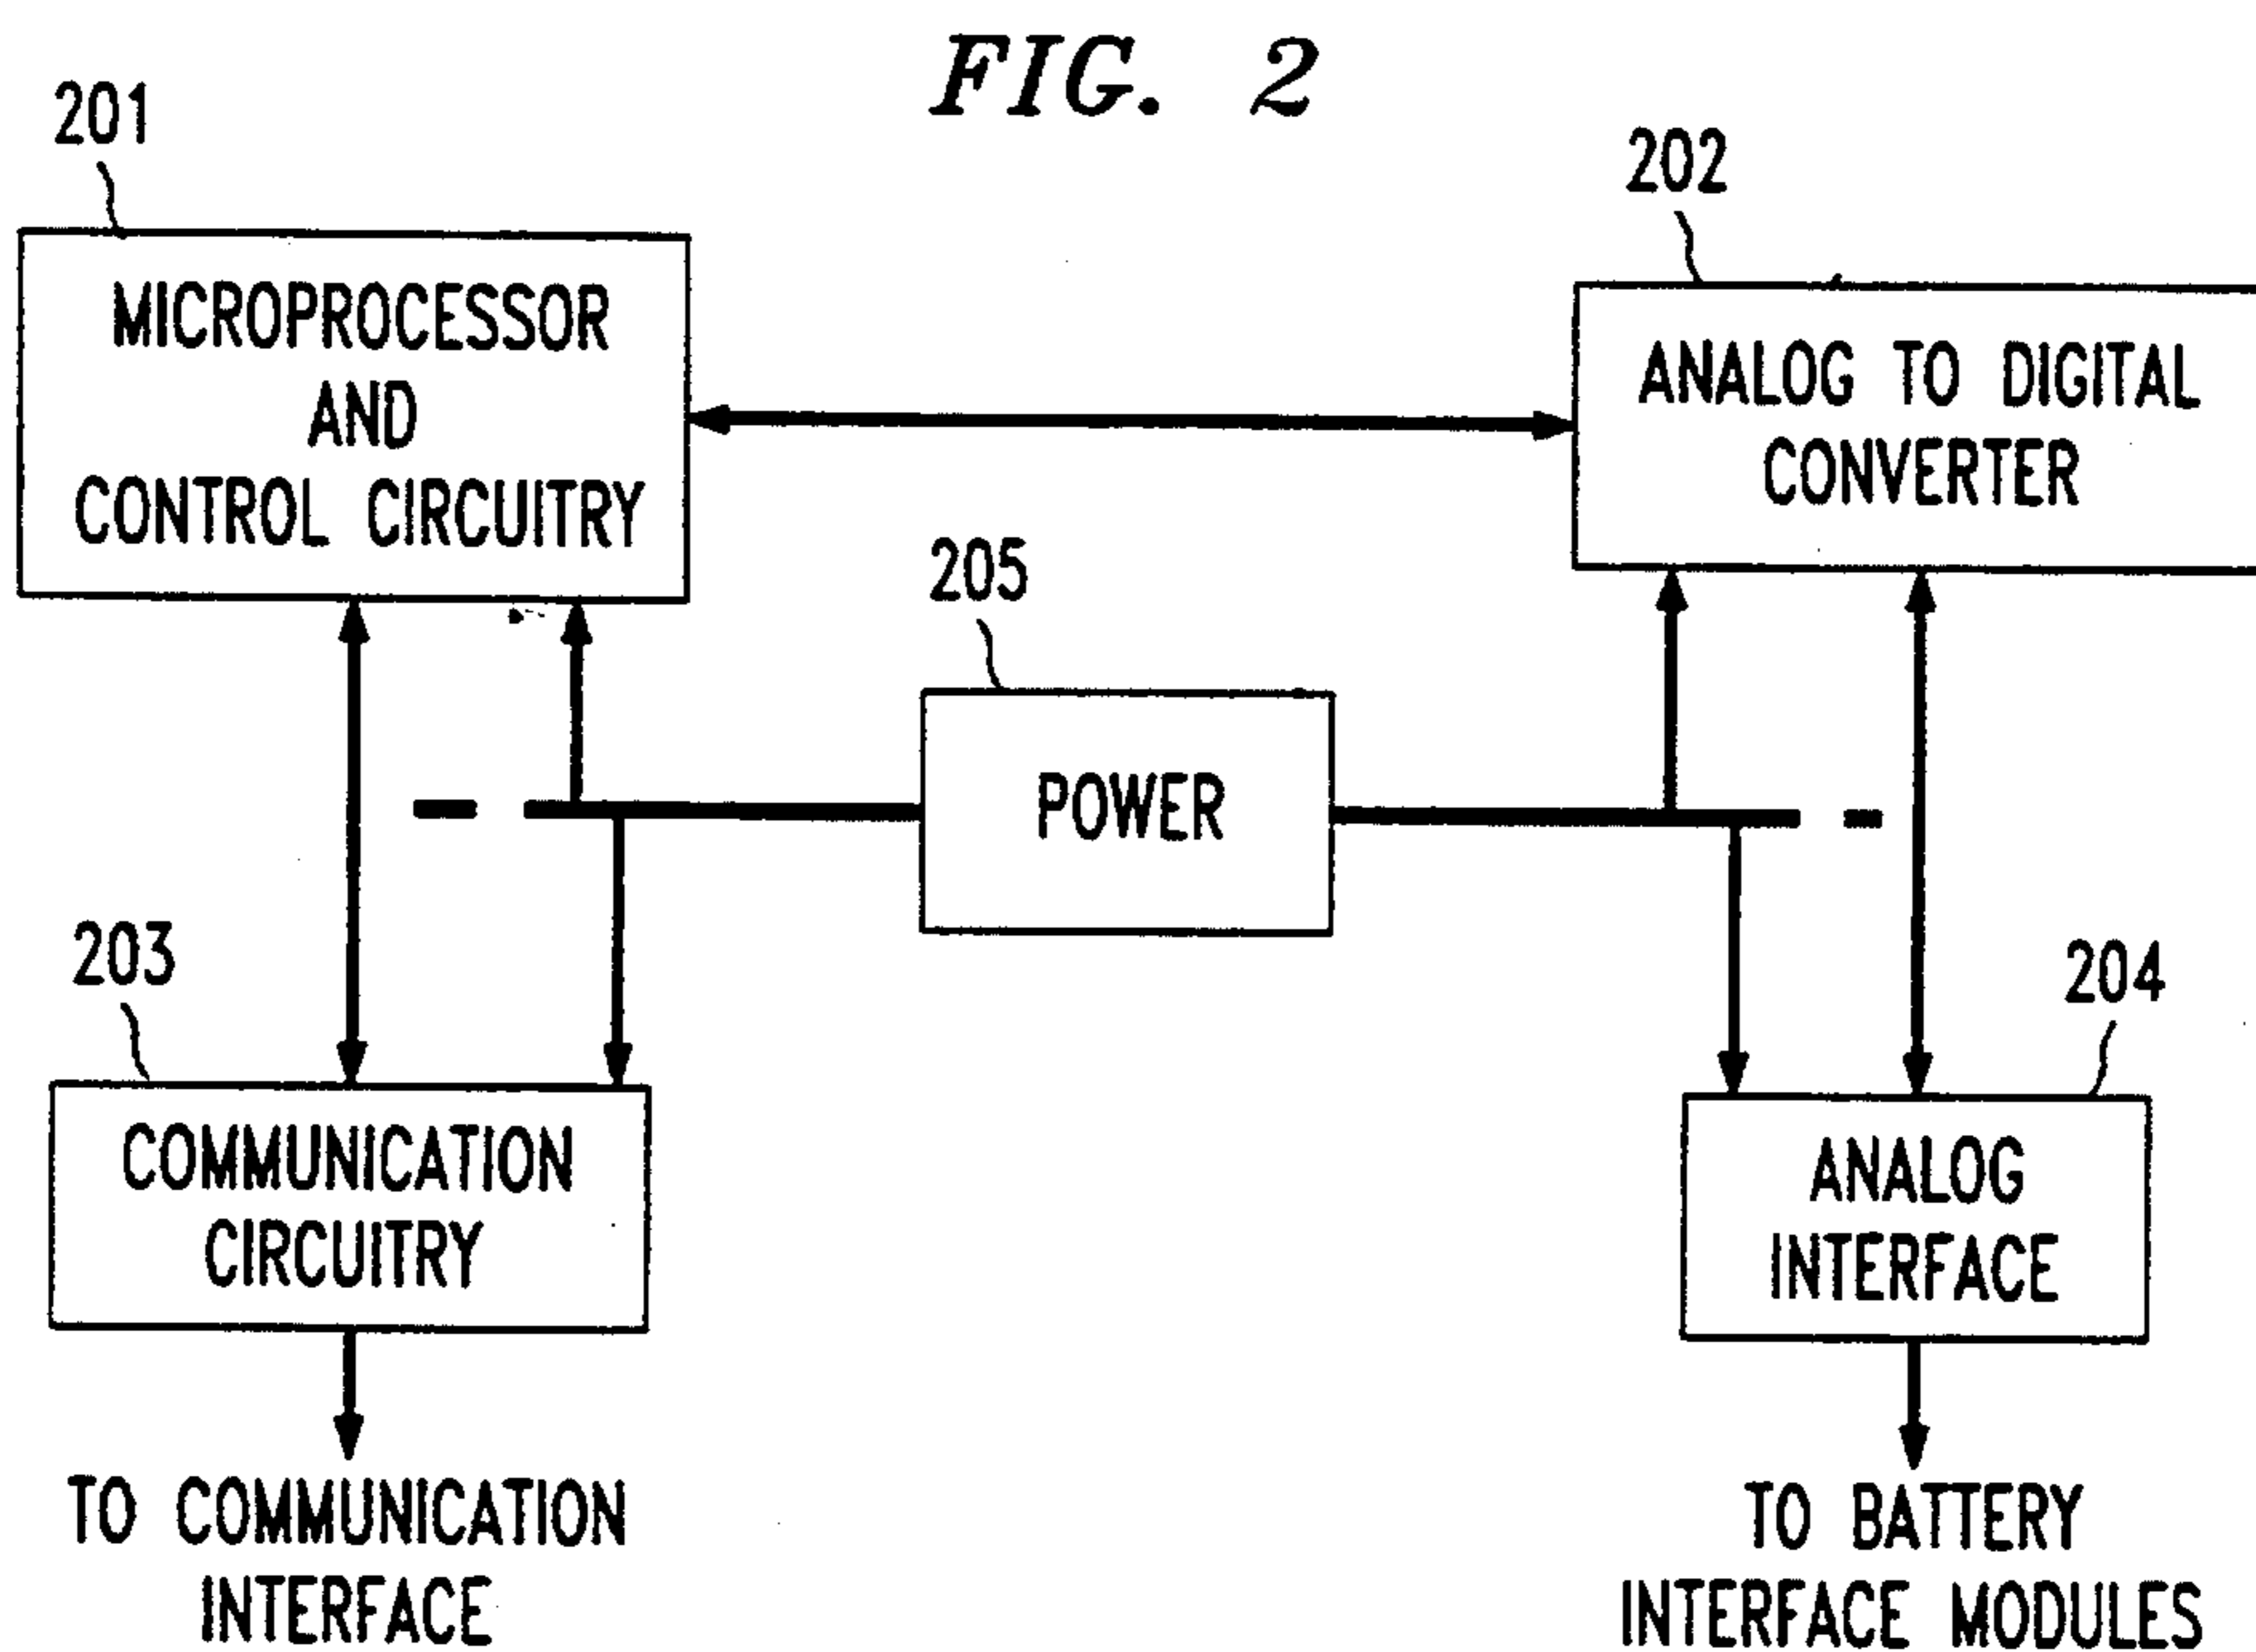 FIG. 2
201
202
MICROPROCESSOR
AND
CONTROL CIRCUITRY
ANALOG TO DIGITAL
CONVERTER
205
POWER
203
204
COMMUNICATION
CIRCUITRY
ANALOG
INTERFACE
TO COMMUNICATION
INTERFACE
TO BATTERY
INTERFACE MODULES